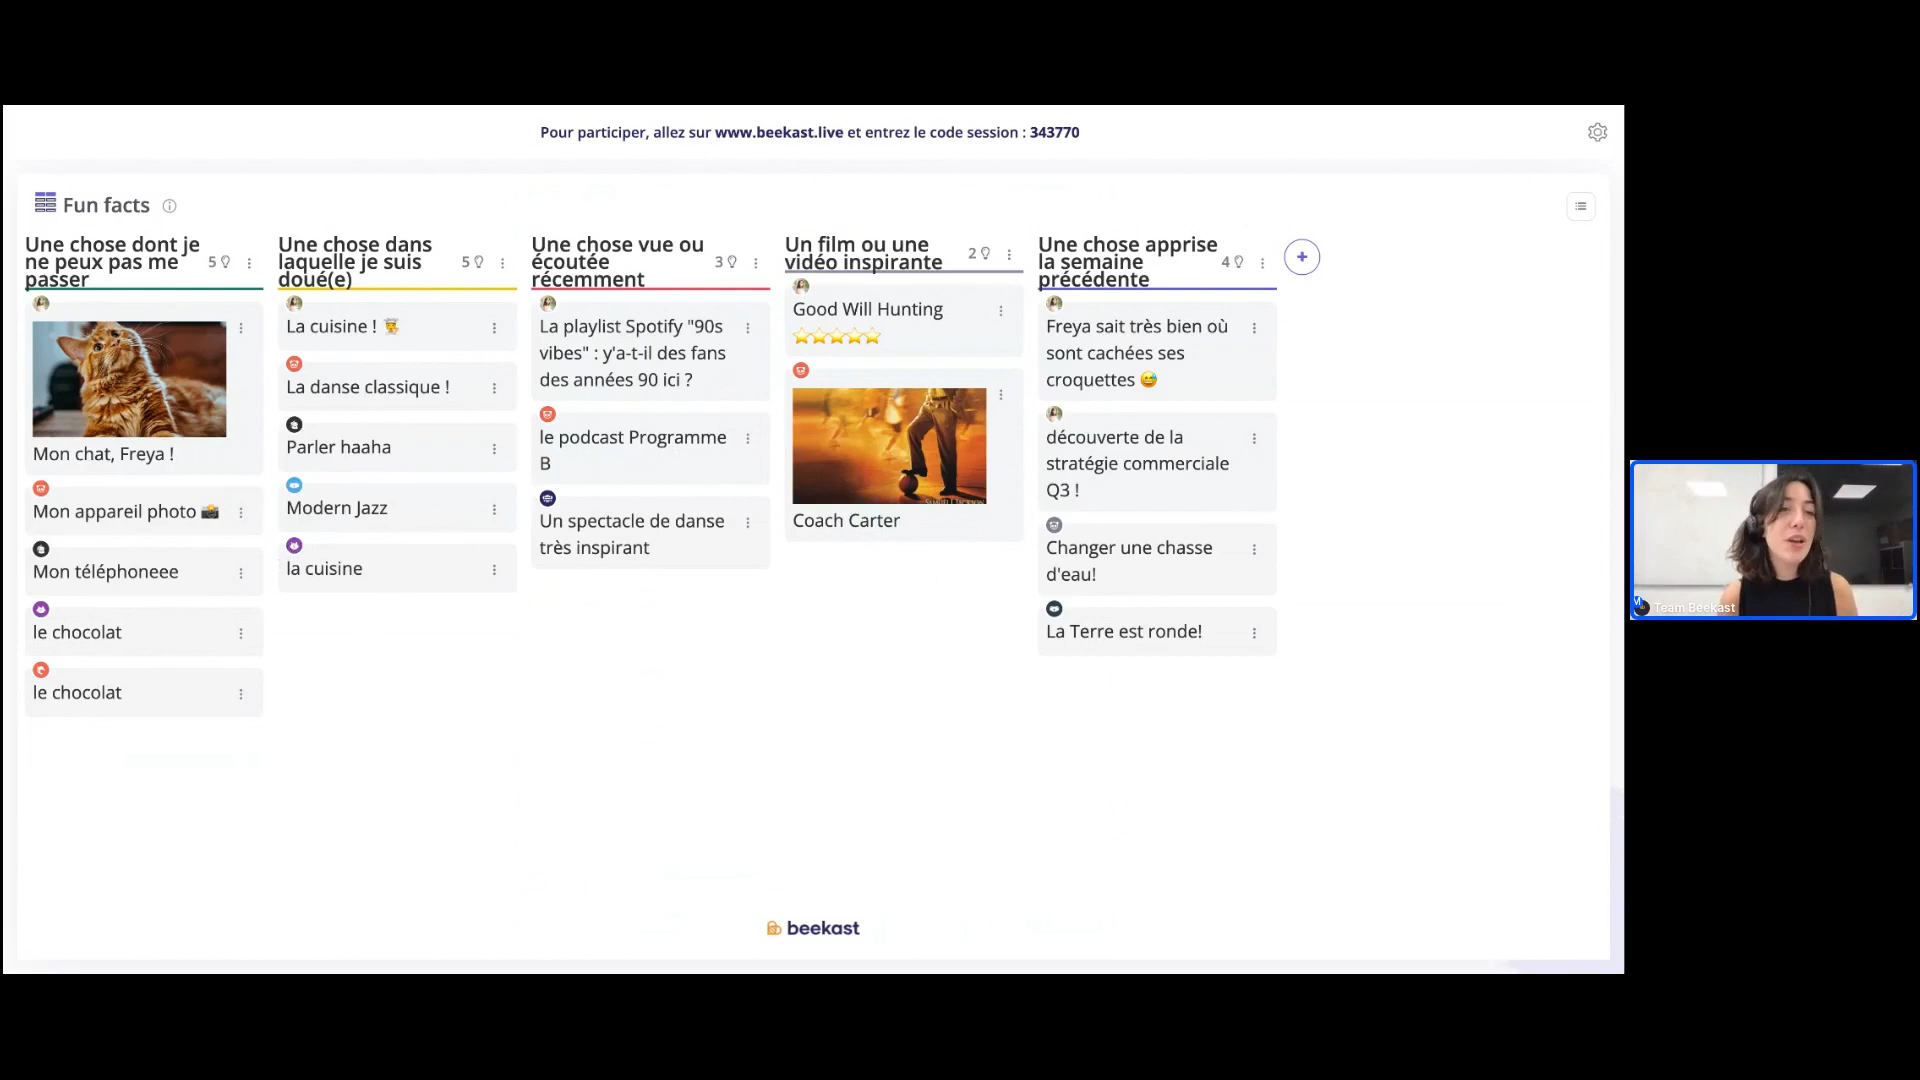 Pour participer, allez sur www.beekast.live et entrez le code session : 343770
Fun facts
Une chose dont je
ne peux pas me
passer
5
Mon chat, Freya !
Mon appareil photo 📸
Mon téléphoneee
le chocolat
le chocolat
Une chose dans
laquelle je suis
doué(e)
5
La cuisine ! 👨‍🍳
La danse classique !
Parler haaha
Modern Jazz
la cuisine
Une chose vue ou
écoutée
récemment
3
La playlist Spotify "90s
vibes" : y'a-t-il des fans
des années 90 ici ?
le podcast Programme
B
Un spectacle de danse
très inspirant
Un film ou une
vidéo inspirante
2
Good Will Hunting
⭐⭐⭐⭐⭐
Coach Carter
Une chose apprise
la semaine
précédente
4
Freya sait très bien où
sont cachées ses
croquettes 😅
découverte de la
stratégie commerciale
Q3 !
Changer une chasse
d'eau!
La Terre est ronde!
+
beekast
Team Beekast